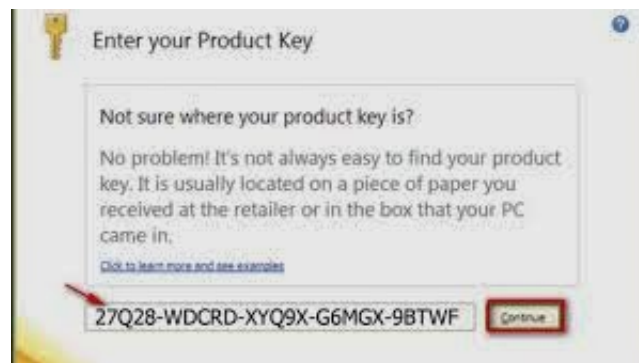 Enter your Product Key
Not sure where your product key is?
No problem! It's not always easy to find your product
key. It is usually located on a piece of paper you
received at the retailer or in the box that your PC
came in.
Click to learn more and see examples
27Q28-WDCRD-XYQ9X-G6MGX-9BTWF
Continue